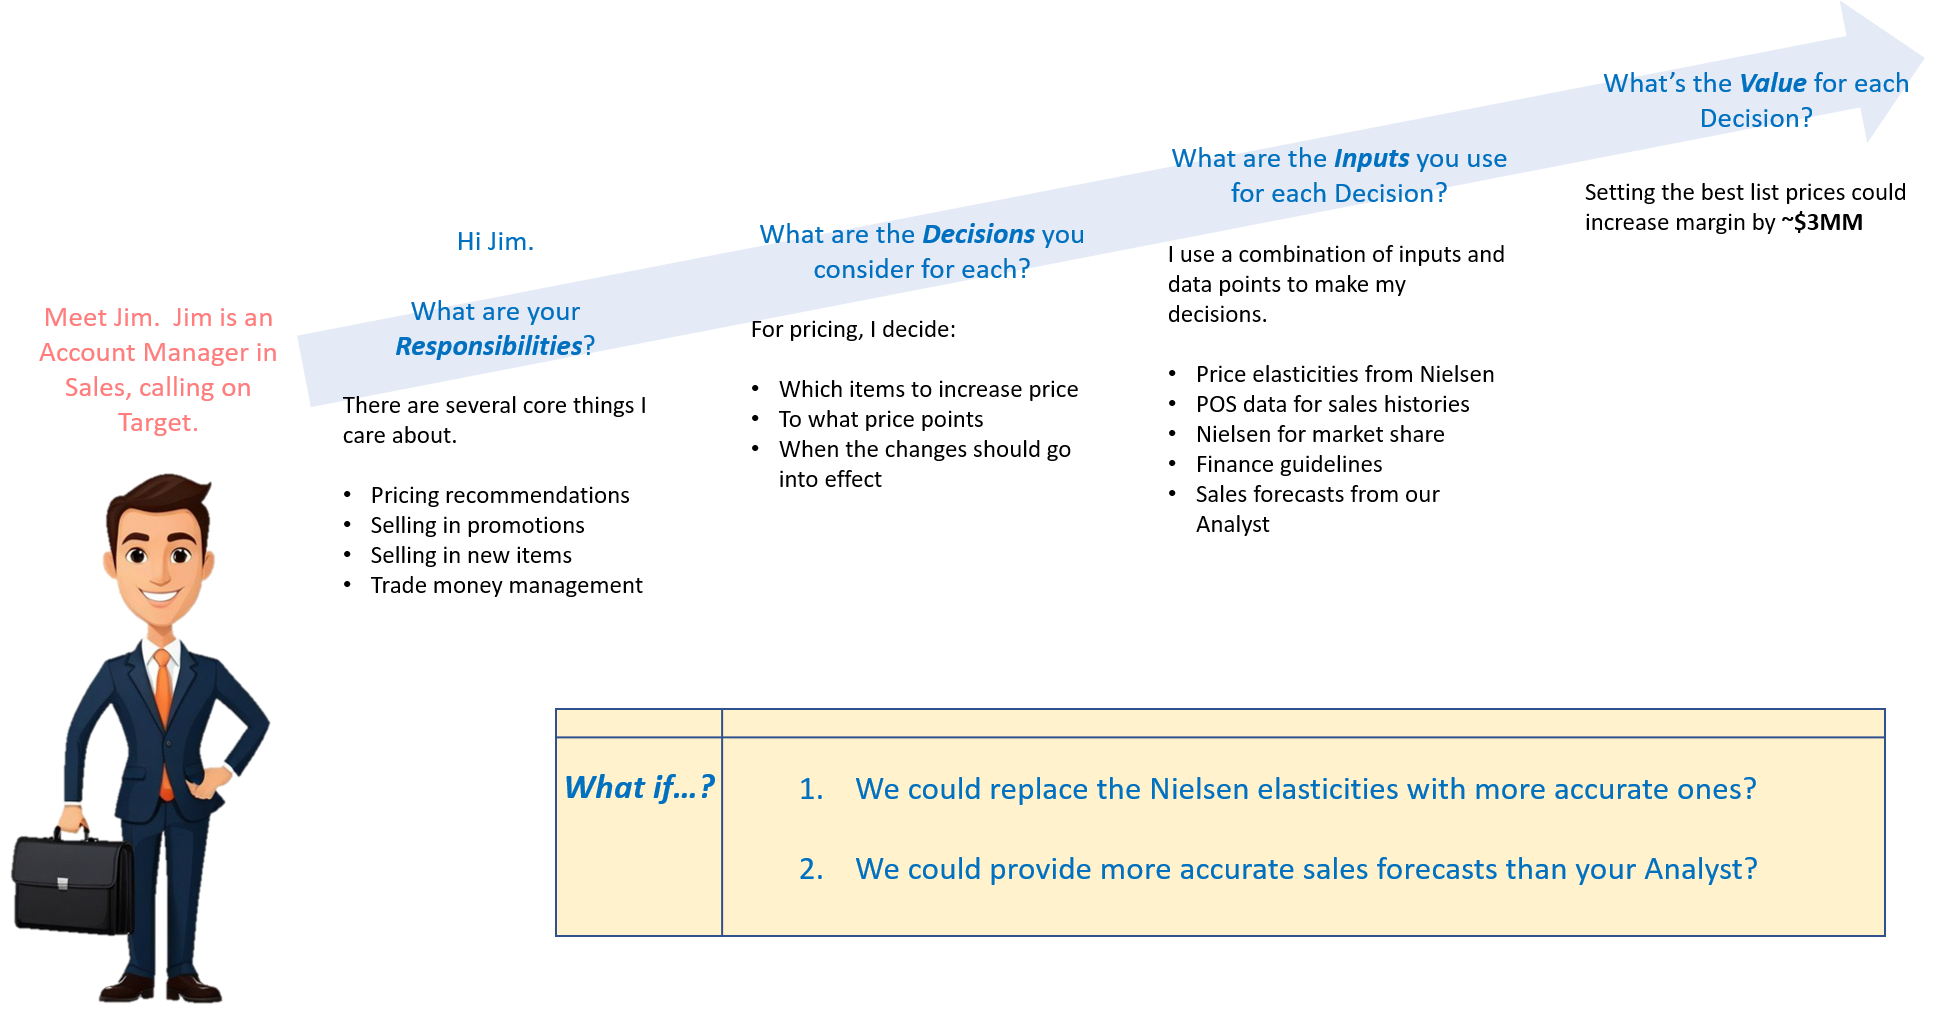 Meet Jim.  Jim is an
Account Manager in
Sales, calling on
Target.
Hi Jim.
What are your
Responsibilities?
There are several core things I
care about.
• Pricing recommendations
• Selling in promotions
• Selling in new items
• Trade money management
What are the Decisions you
consider for each?
For pricing, I decide:
• Which items to increase price
• To what price points
• When the changes should go
into effect
What are the Inputs you use
for each Decision?
I use a combination of inputs and
data points to make my
decisions.
• Price elasticities from Nielsen
• POS data for sales histories
• Nielsen for market share
• Finance guidelines
• Sales forecasts from our
Analyst
What’s the Value for each
Decision?
Setting the best list prices could
increase margin by ~$3MM
What if…?
1. We could replace the Nielsen elasticities with more accurate ones?
2. We could provide more accurate sales forecasts than your Analyst?